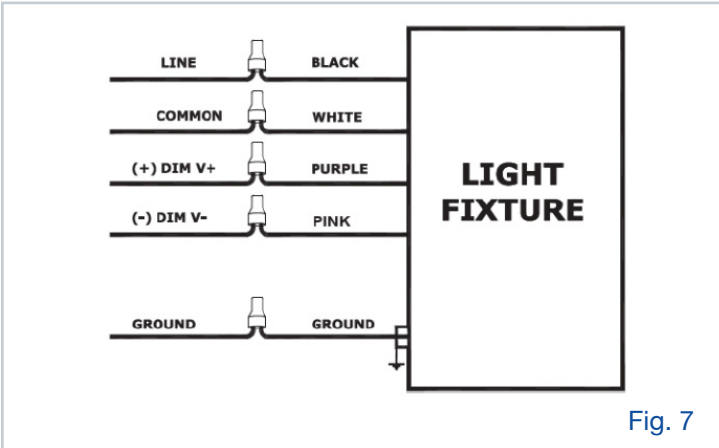 LINE BLACK
COMMON WHITE
(+) DIM V+ PURPLE
(-) DIM V- PINK
GROUND GROUND
LIGHT
FIXTURE
Fig. 7